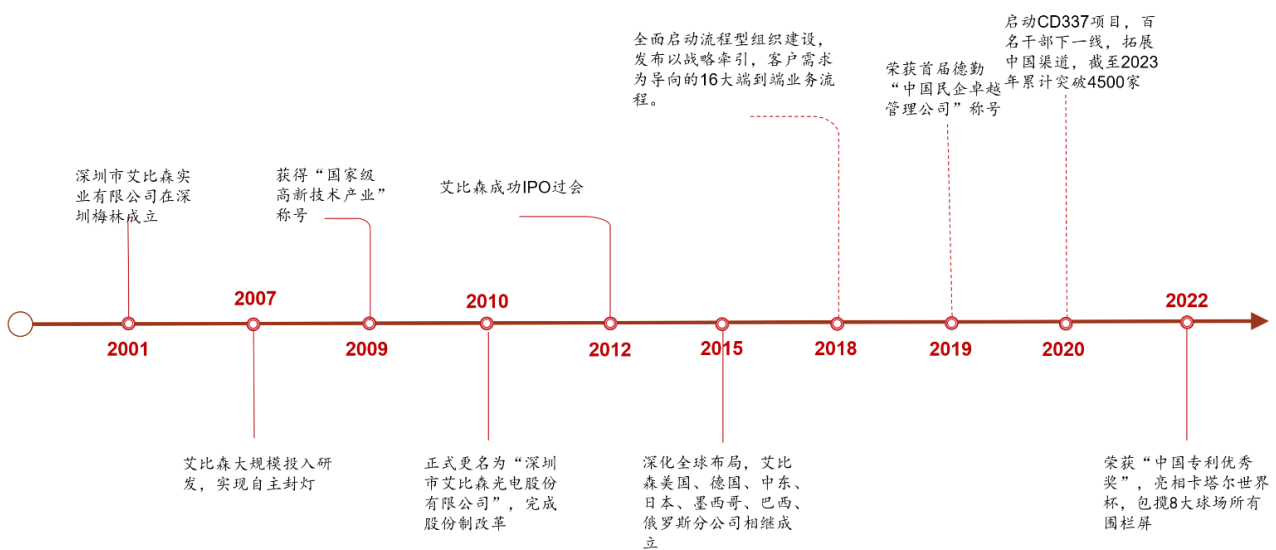 深圳市艾比森实
业有限公司在深
圳梅林成立
2001
2007
艾比森大规模投入研
发，实现自主封灯
获得“国家级
高新技术产业”
称号
2009
2010
正式更名为“深圳
市艾比森光电股份
有限公司”，完成
股份制改革
艾比森成功IPO过会
2012
2015
深化全球布局，艾比
森美国、德国、中东、
日本、墨西哥、巴西、
俄罗斯分公司相继成
立
全面启动流程型组织建设，
发布以战略牵引，客户需求
为导向的16大端到端业务流
程。
2018
荣获首届德勤
“中国民企卓越
管理公司”称号
2019
启动CD337项目，百
名干部下一线，拓展
中国渠道，截至2023
年累计突破4500家
2020
2022
荣获“中国专利优秀
奖”，亮相卡塔尔世界
杯，包揽8大球场所有
围栏屏